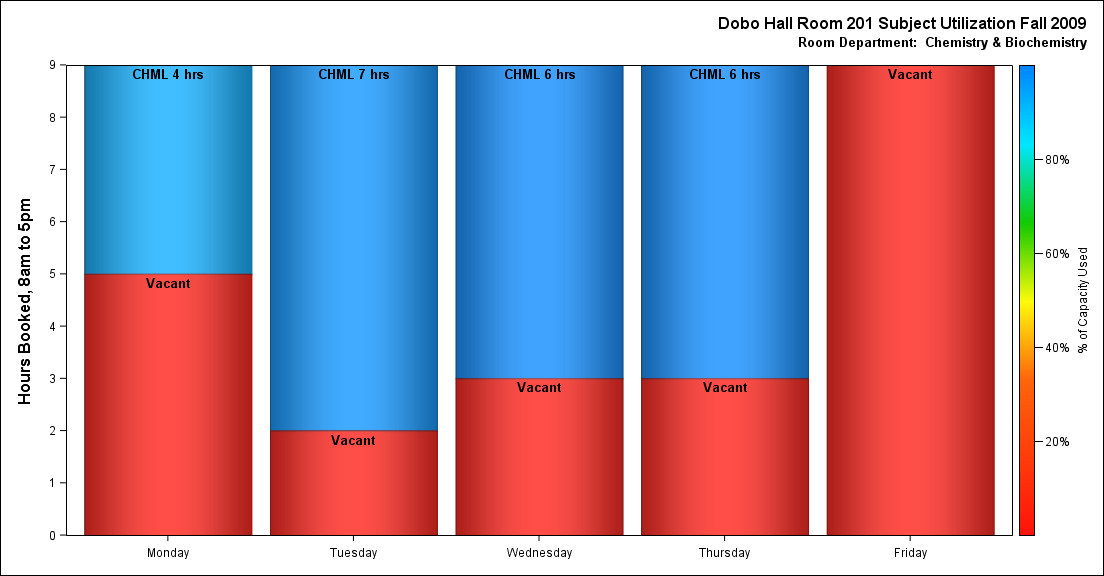 Dobo Hall Room 201 Subject Utilization Fall 2009
Room Department:  Chemistry & Biochemistry
Hours Booked, 8am to 5pm
9
8
7
6
5
4
3
2
1
0
CHML 4 hrs
Vacant
CHML 7 hrs
Vacant
CHML 6 hrs
Vacant
CHML 6 hrs
Vacant
Vacant
Monday
Tuesday
Wednesday
Thursday
Friday
80%
60%
40%
20%
% of Capacity Used